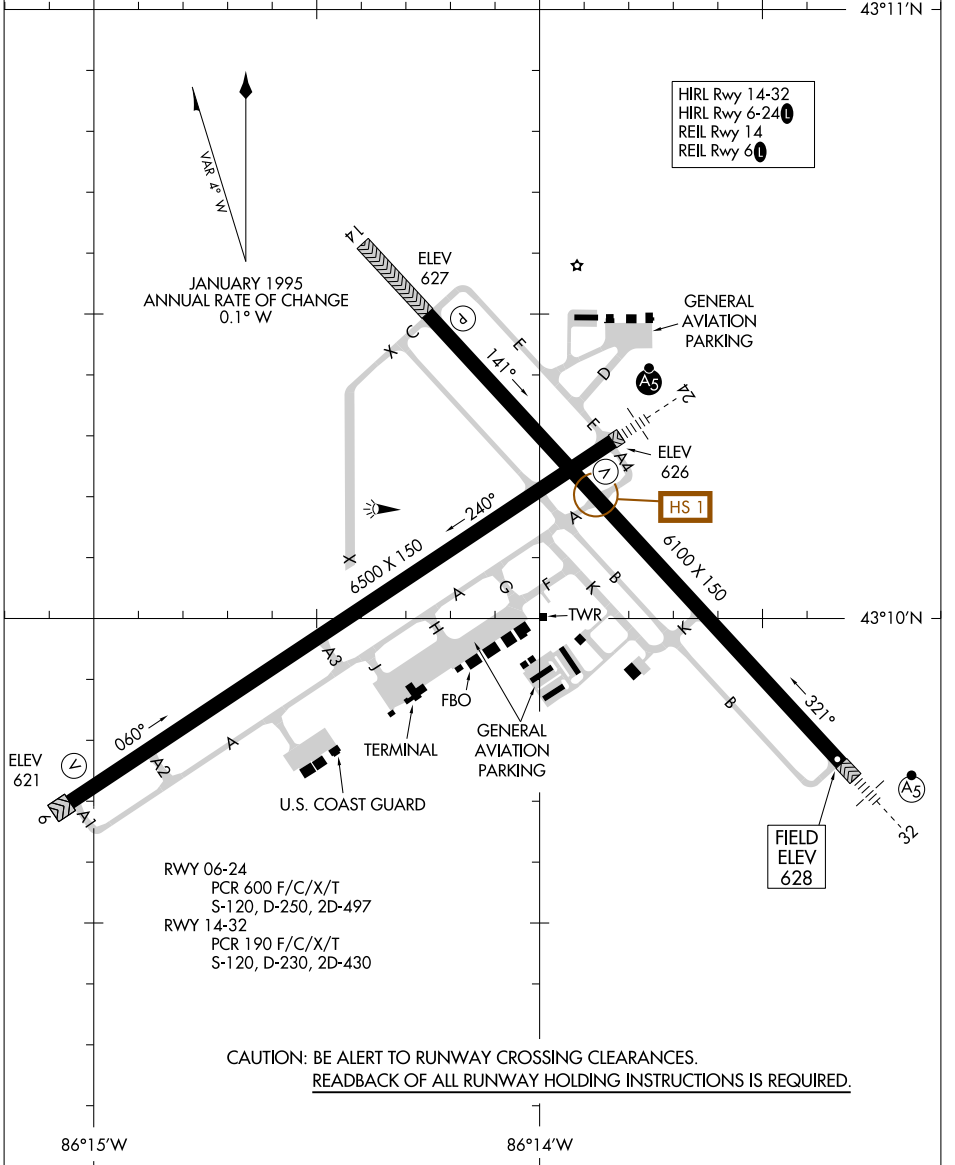 43°11'N
HIRL Rwy 14-32
HIRL Rwy 6-24 L
REIL Rwy 14
REIL Rwy 6 L
VAR 4° W
JANUARY 1995
ANNUAL RATE OF CHANGE
0.1° W
14
ELEV
627
P
C
X
E
141°
GENERAL
AVIATION
PARKING
D
A5
24
E
A4
ELEV
626
V
HS 1
A
240°
6500 X 150
X
6100 X 150
A
G
F
K
B
H
TWR
43°10'N
K
A3
J
FBO
B
321°
TERMINAL
GENERAL
AVIATION
PARKING
060°
A
A2
ELEV
621
V
U.S. COAST GUARD
A5
6
A1
32
FIELD
ELEV
628
RWY 06-24
PCR 600 F/C/X/T
S-120, D-250, 2D-497
RWY 14-32
PCR 190 F/C/X/T
S-120, D-230, 2D-430
CAUTION: BE ALERT TO RUNWAY CROSSING CLEARANCES.
READBACK OF ALL RUNWAY HOLDING INSTRUCTIONS IS REQUIRED.
86°15'W
86°14'W